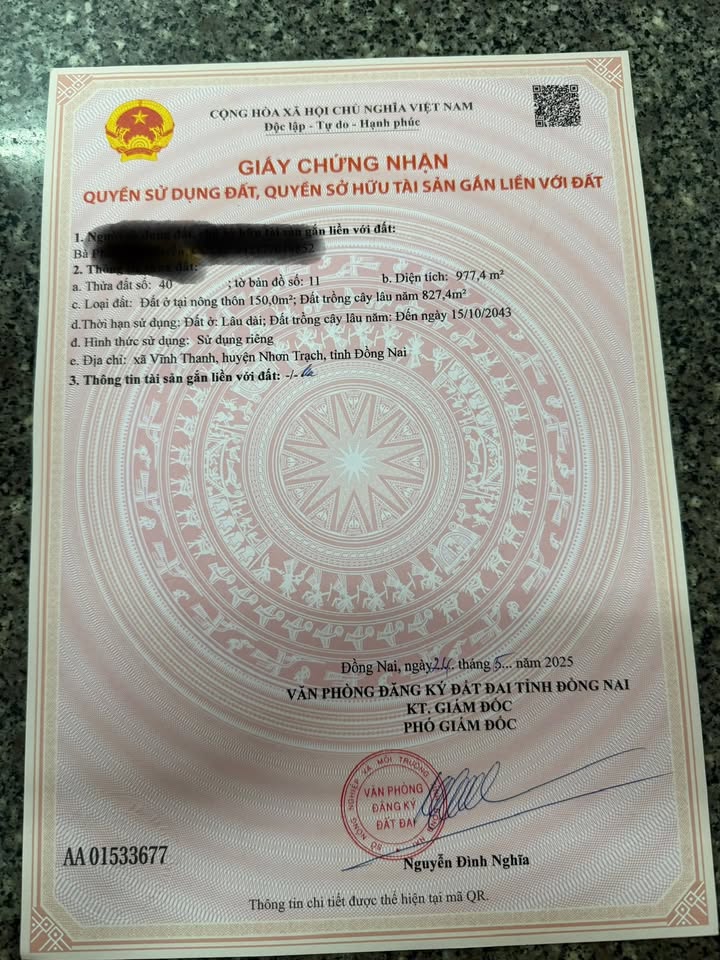 CỘNG HÒA XÃ HỘI CHỦ NGHĨA VIỆT NAM
Độc lập - Tự do - Hạnh phúc
GIẤY CHỨNG NHẬN
QUYỀN SỬ DỤNG ĐẤT, QUYỀN SỞ HỮU TÀI SẢN GẮN LIỀN VỚI ĐẤT
1. gắn liền với đất:
Bà
2. đất:
a. Thửa đất số: 40 ; tờ bản đồ số: 11 b. Diện tích: 977,4 m²
c. Loại đất: Đất ở tại nông thôn 150,0m²; Đất trồng cây lâu năm 827,4m²
d.Thời hạn sử dụng: Đất ở: Lâu dài; Đất trồng cây lâu năm: Đến ngày 15/10/2043
đ. Hình thức sử dụng: Sử dụng riêng
e. Địa chỉ: xã Vĩnh Thanh, huyện Nhơn Trạch, tỉnh Đồng Nai
3. Thông tin tài sản gắn liền với đất: -/-
Đồng Nai, ngày 24 tháng 5... năm 2025
VĂN PHÒNG ĐĂNG KÝ ĐẤT ĐAI TỈNH ĐỒNG NAI
KT. GIÁM ĐỐC
PHÓ GIÁM ĐỐC
VĂN PHÒNG
ĐĂNG KÝ
ĐẤT ĐAI
Nguyễn Đình Nghĩa
AA 01533677
Thông tin chi tiết được thể hiện tại mã QR.